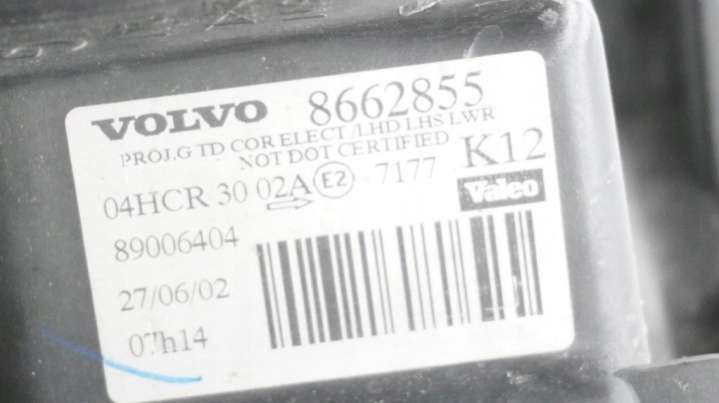 VOLVO 8662855
PROJ.G TD COR ELECT /LHD LHS LWR
NOT DOT CERTIFIED K12
04HCR 30 02A E2 7177
Valeo
89006404
27/06/02
07h14